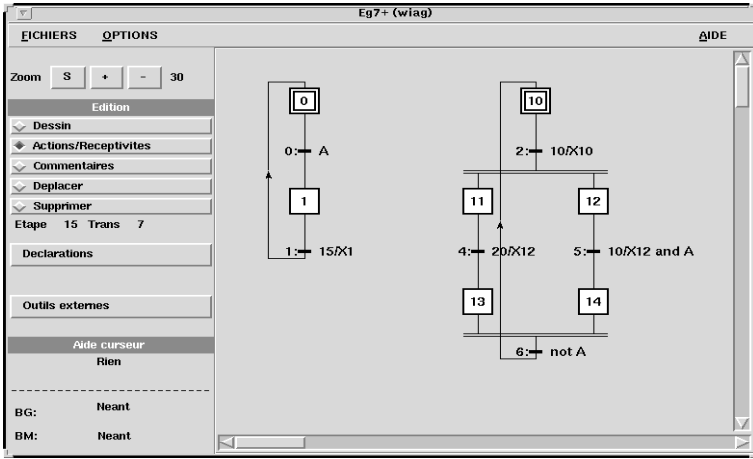 Eg7+ (wiag)
FICHIERS OPTIONS AIDE
Zoom S + - 30
Edition
Dessin
Actions/Receptivites
Commentaires
Deplacer
Supprimer
Etape 15 Trans 7
Declarations
Outils externes
Aide curseur
Rien
BG: Neant
BM: Neant
0
0: A
1
1: 15/X1
10
2: 10/X10
11 12
4: 20/X12 5: 10/X12 and A
13 14
6: not A